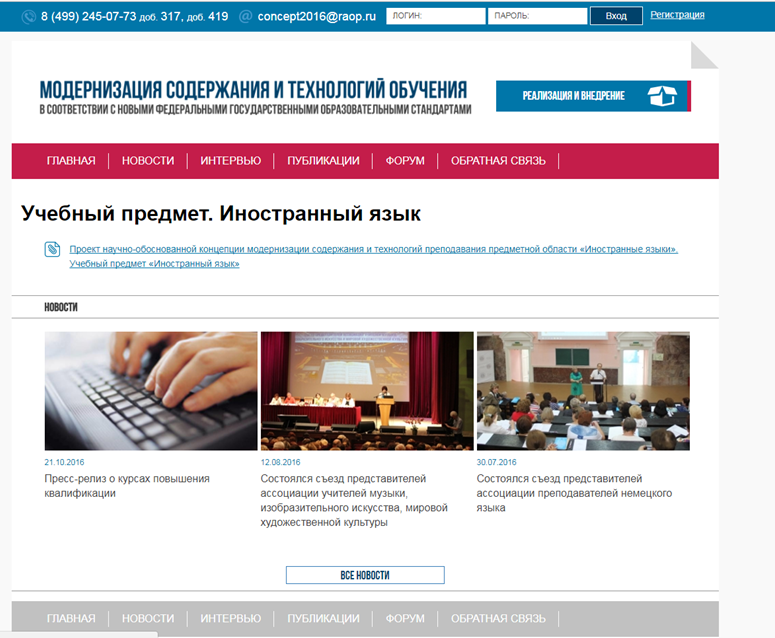 8 (499) 245-07-73 доб. 317, доб. 419 @ concept2016@raop.ru ЛОГИН: ПАРОЛЬ: Вход Регистрация
МОДЕРНИЗАЦИЯ СОДЕРЖАНИЯ И ТЕХНОЛОГИЙ ОБУЧЕНИЯ
В СООТВЕТСТВИИ С НОВЫМИ ФЕДЕРАЛЬНЫМИ ГОСУДАРСТВЕННЫМИ ОБРАЗОВАТЕЛЬНЫМИ СТАНДАРТАМИ
РЕАЛИЗАЦИЯ И ВНЕДРЕНИЕ
ГЛАВНАЯ НОВОСТИ ИНТЕРВЬЮ ПУБЛИКАЦИИ ФОРУМ ОБРАТНАЯ СВЯЗЬ
Учебный предмет. Иностранный язык
Проект научно-обоснованной концепции модернизации содержания и технологий преподавания предметной области «Иностранные языки».
Учебный предмет «Иностранный язык»
НОВОСТИ
21.10.2016
Пресс-релиз о курсах повышения
квалификации
12.08.2016
Состоялся съезд представителей
ассоциации учителей музыки,
изобразительного искусства, мировой
художественной культуры
30.07.2016
Состоялся съезд представителей
ассоциации преподавателей немецкого
языка
ВСЕ НОВОСТИ
ГЛАВНАЯ НОВОСТИ ИНТЕРВЬЮ ПУБЛИКАЦИИ ФОРУМ ОБРАТНАЯ СВЯЗЬ